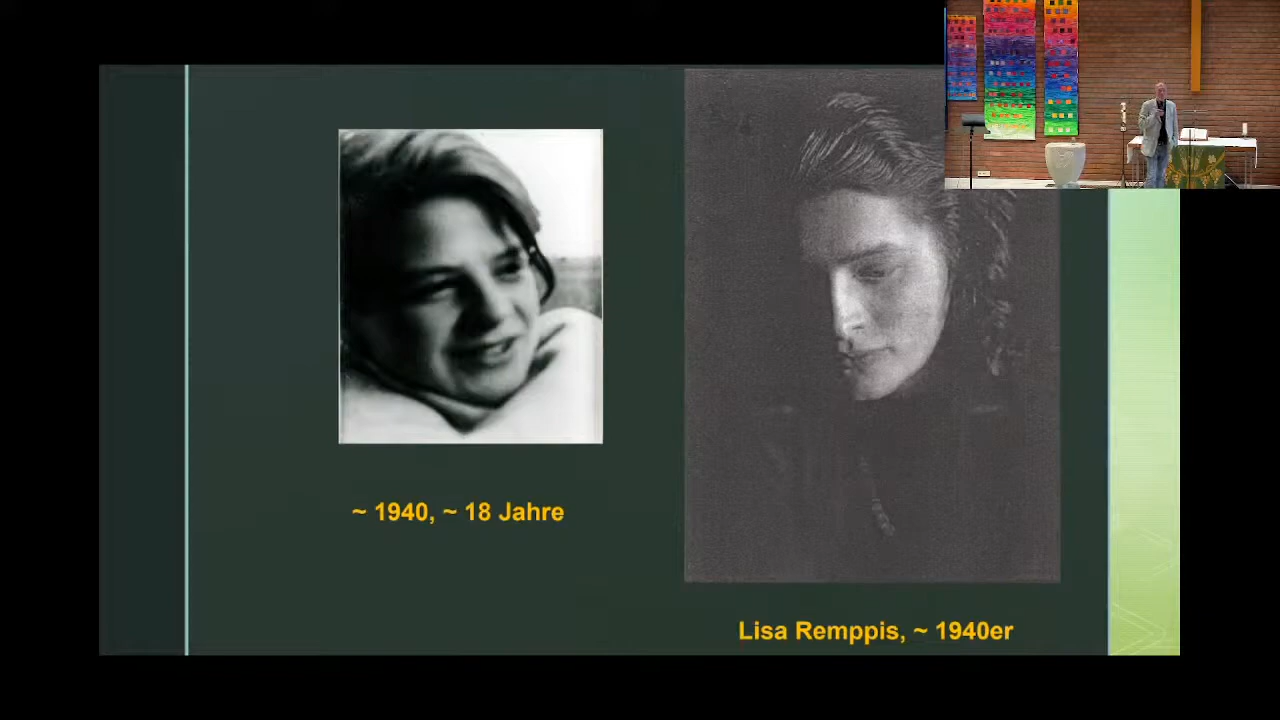 ~ 1940, ~ 18 Jahre
Lisa Remppis, ~ 1940er